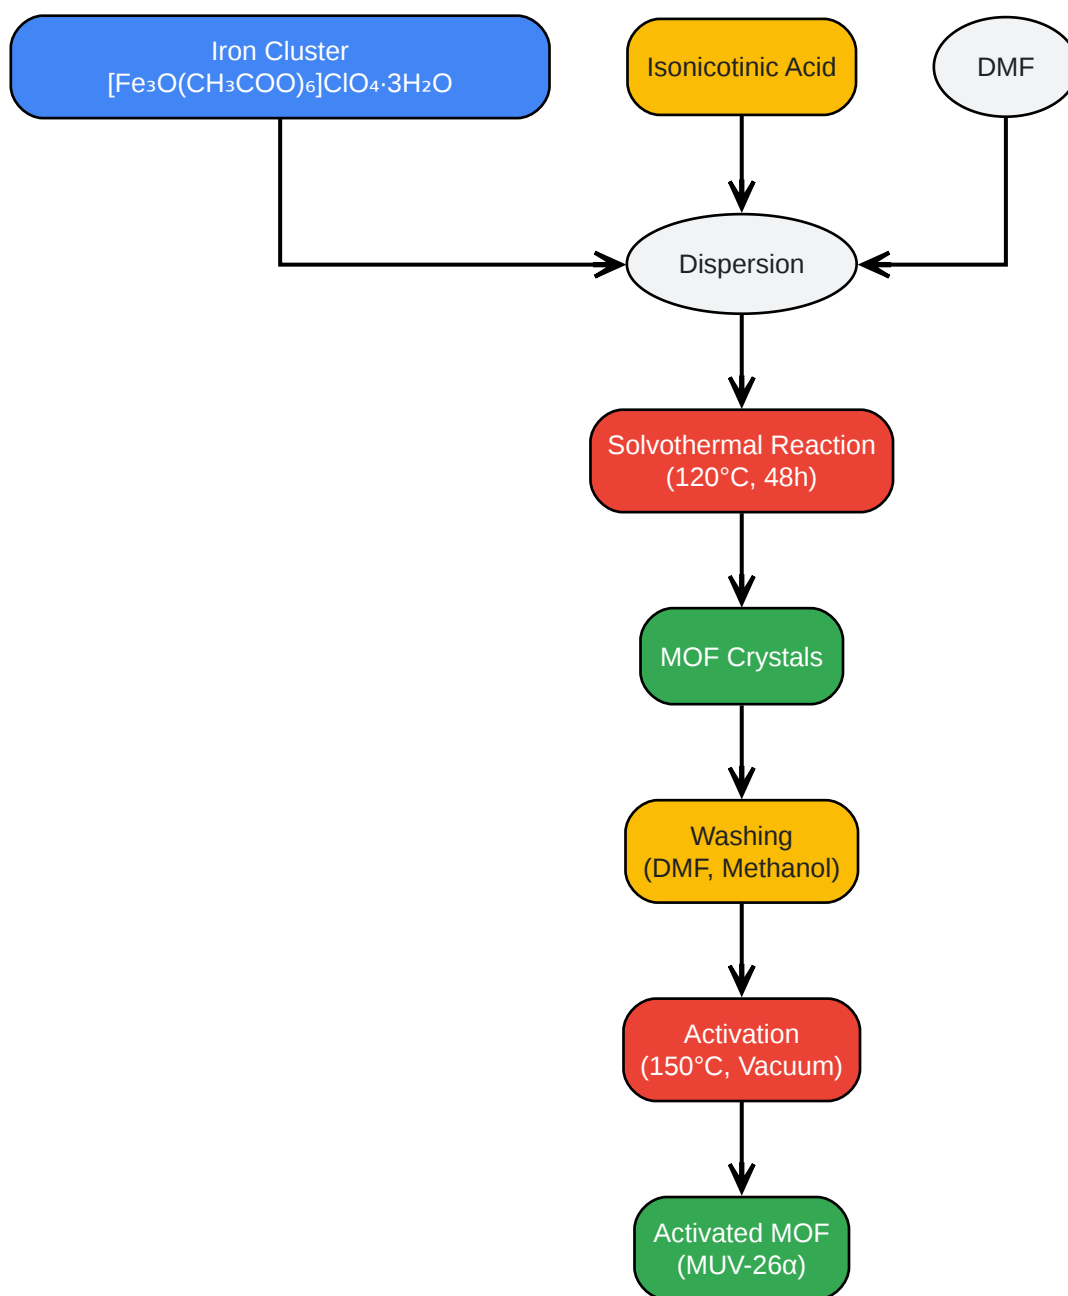 Iron Cluster
[Fe₃O(CH₃COO)₆]ClO₄·3H₂O
Isonicotinic Acid
DMF
Dispersion
Solvothermal Reaction
(120°C, 48h)
MOF Crystals
Washing
(DMF, Methanol)
Activation
(150°C, Vacuum)
Activated MOF
(MUV-26α)